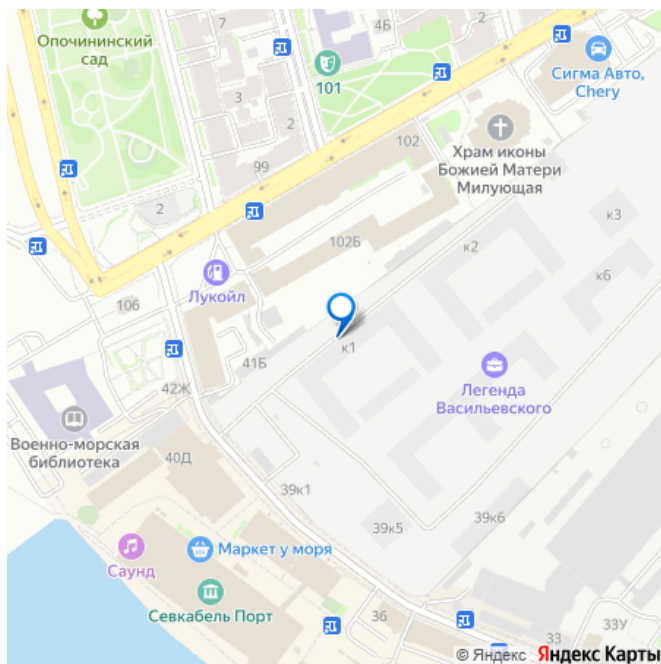 Опочининский
сад
7
4Б
101
3
2
Сигма Авто,
Chery
102
99
Храм иконы
Божией Матери
Милующая
2
к3
102Б
к2
к6
Лукойл
106
к1
41Б
Легенда
Васильевского
42Ж
Военно-морская
библиотека
40Д
39к1
39к6
39к5
Маркет у моря
Саунд
Севкабель Порт
36
33У
33
© Яндекс Яндекс Карты